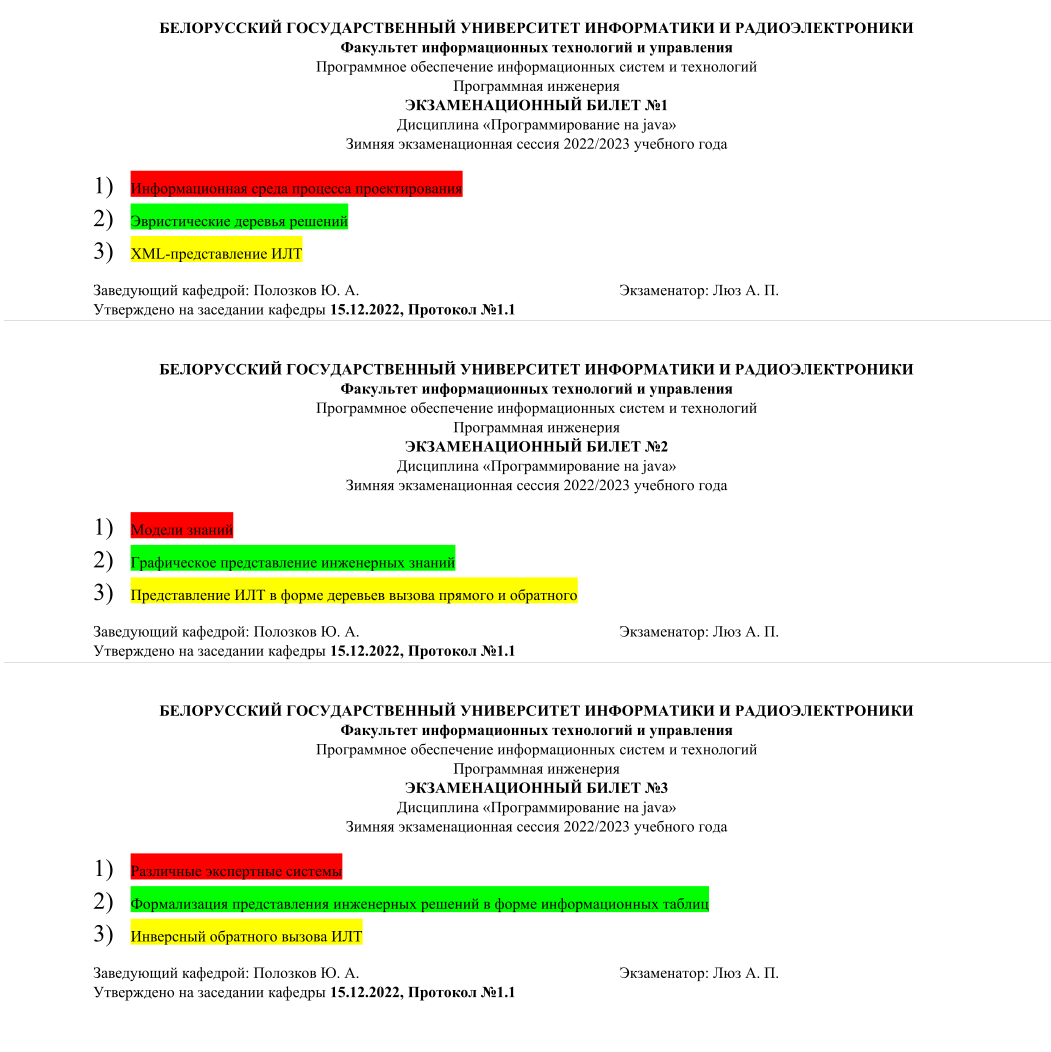 БЕЛОРУССКИЙ ГОСУДАРСТВЕННЫЙ УНИВЕРСИТЕТ ИНФОРМАТИКИ И РАДИОЭЛЕКТРОНИКИ
Факультет информационных технологий и управления
Программное обеспечение информационных систем и технологий
Программная инженерия
ЭКЗАМЕНАЦИОННЫЙ БИЛЕТ №1
Дисциплина «Программирование на java»
Зимняя экзаменационная сессия 2022/2023 учебного года
1) Информационная среда процесса проектирования
2) Эвристические деревья решений
3) XML-представление ИЛТ
Заведующий кафедрой: Полозков Ю. А. Экзаменатор: Люз А. П.
Утверждено на заседании кафедры 15.12.2022, Протокол №1.1
БЕЛОРУССКИЙ ГОСУДАРСТВЕННЫЙ УНИВЕРСИТЕТ ИНФОРМАТИКИ И РАДИОЭЛЕКТРОНИКИ
Факультет информационных технологий и управления
Программное обеспечение информационных систем и технологий
Программная инженерия
ЭКЗАМЕНАЦИОННЫЙ БИЛЕТ №2
Дисциплина «Программирование на java»
Зимняя экзаменационная сессия 2022/2023 учебного года
1) Модели знаний
2) Графическое представление инженерных знаний
3) Представление ИЛТ в форме деревьев вызова прямого и обратного
Заведующий кафедрой: Полозков Ю. А. Экзаменатор: Люз А. П.
Утверждено на заседании кафедры 15.12.2022, Протокол №1.1
БЕЛОРУССКИЙ ГОСУДАРСТВЕННЫЙ УНИВЕРСИТЕТ ИНФОРМАТИКИ И РАДИОЭЛЕКТРОНИКИ
Факультет информационных технологий и управления
Программное обеспечение информационных систем и технологий
Программная инженерия
ЭКЗАМЕНАЦИОННЫЙ БИЛЕТ №3
Дисциплина «Программирование на java»
Зимняя экзаменационная сессия 2022/2023 учебного года
1) Различные экспертные системы
2) Формализация представления инженерных решений в форме информационных таблиц
3) Инверсный обратного вызова ИЛТ
Заведующий кафедрой: Полозков Ю. А. Экзаменатор: Люз А. П.
Утверждено на заседании кафедры 15.12.2022, Протокол №1.1